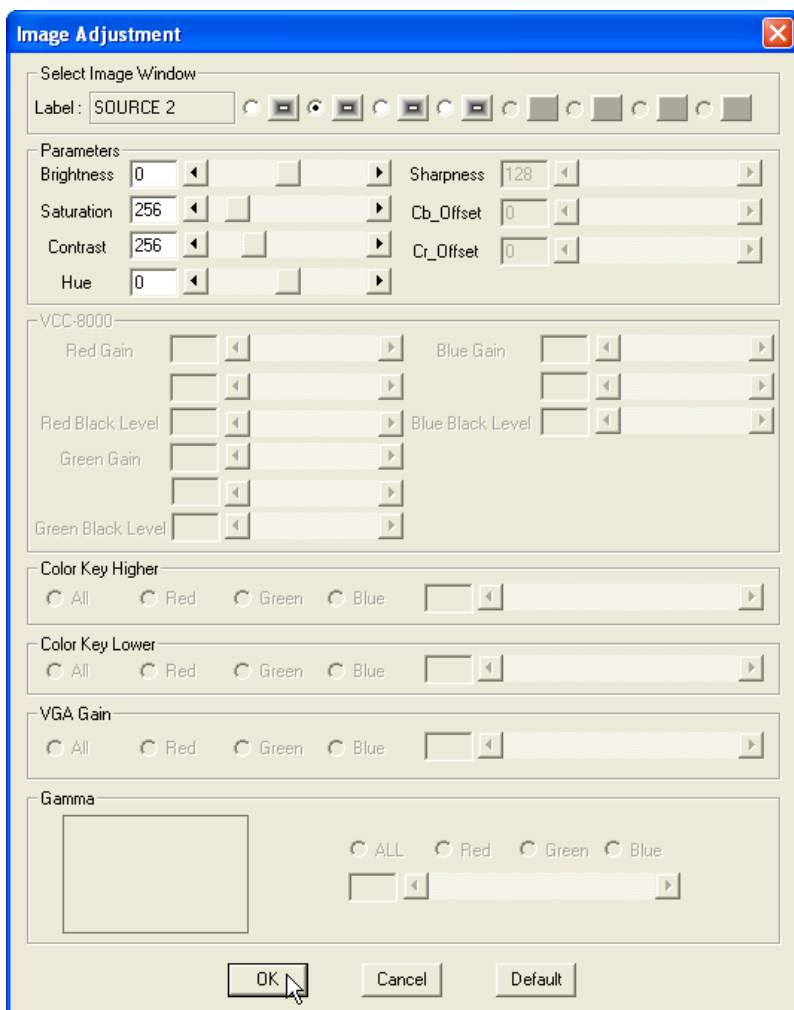 Image Adjustment
Select Image Window
Label : SOURCE 2
Parameters
Brightness 0 Sharpness 128
Saturation 256 Cb_Offset 0
Contrast 256 Cr_Offset 0
Hue 0
VCC-8000
Red Gain Blue Gain
Red Black Level Blue Black Level
Green Gain
Green Black Level
Color Key Higher
All Red Green Blue
Color Key Lower
All Red Green Blue
VGA Gain
All Red Green Blue
Gamma
ALL Red Green Blue
OK Cancel Default